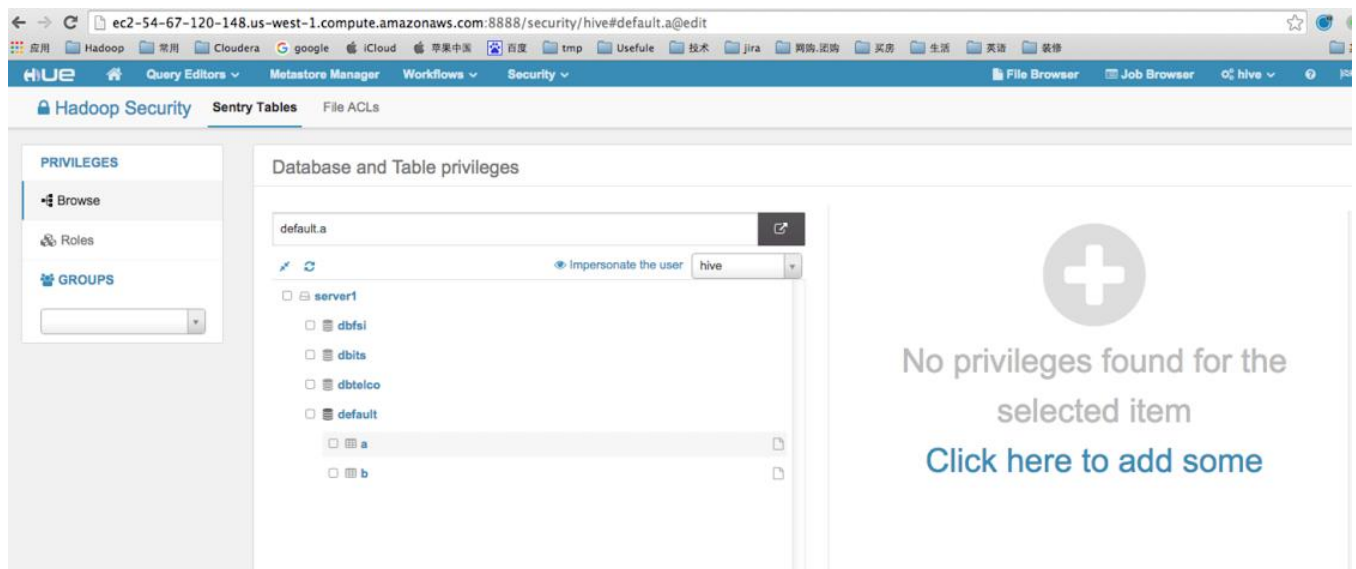 ec2-54-67-120-148.us-west-1.compute.amazonaws.com:8888/security/hive#default.a@edit
应用 Hadoop 常用 Cloudera google iCloud 苹果中国 百度 tmp Usefule 技术 jira 网购.团购 买房 生活 英语 装修
HUE Query Editors Metastore Manager Workflows Security File Browser Job Browser hive
Hadoop Security Sentry Tables File ACLs
PRIVILEGES
Browse
Roles
GROUPS
Database and Table privileges
default.a
Impersonate the user hive
server1
dbfsi
dbits
dbtelco
default
a
b
No privileges found for the
selected item
Click here to add some